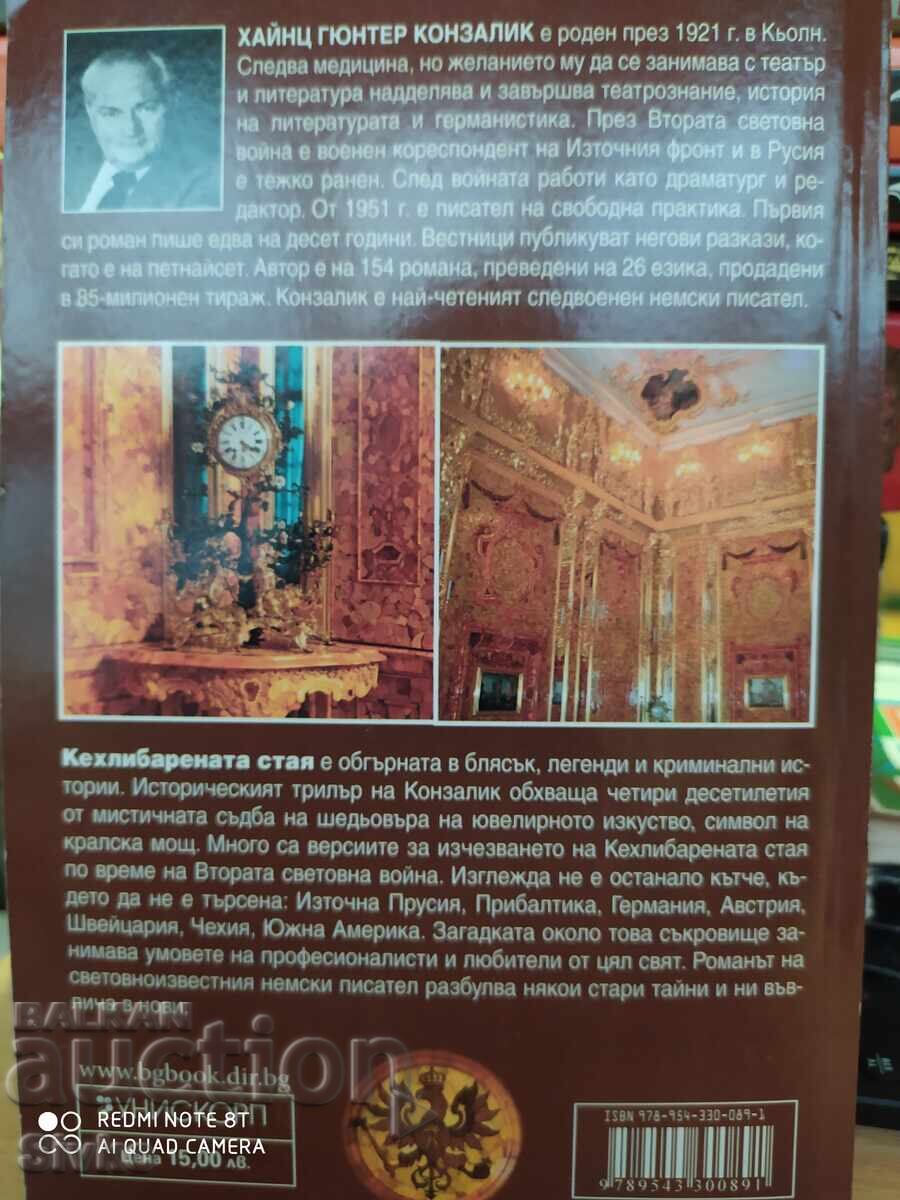 ХАЙНЦ ГЮНТЕР КОНЗАЛИК е роден през 1921 г. в Кьолн.
Следва медицина, но желанието му да се занимава с театър
и литература надделява и завършва театрознание, история
на литературата и германистика. През Втората световна
война е военен кореспондент на Източния фронт и в Русия
е тежко ранен. След войната работи като драматург и ре-
дактор. От 1951 г. е писател на свободна практика. Първия
си роман пише едва на десет години. Вестници публикуват негови разкази, ко-
гато е на петнайсет. Автор е на 154 романа, преведени на 26 езика, продадени
в 85-милионен тираж. Конзалик е най-четеният следвоенен немски писател.
Кехлибарената стая е обгърната в блясък, легенди и криминални ис-
тории. Историческият трилър на Конзалик обхваща четири десетилетия
от мистичната съдба на шедьовъра на ювелирното изкуство, символ на
кралска мощ. Много са версиите за изчезването на Кехлибарената стая
по време на Втората световна война. Изглежда не е останало кътче, къ-
дето да не е търсена: Източна Прусия, Прибалтика, Германия, Австрия,
Швейцария, Чехия, Южна Америка. Загадката около това съкровище за-
нимава умовете на професионалисти и любители от цял свят. Романът на
световноизвестния немски писател разбулва някои стари тайни и ни във-
лича в нови.
BALKAN
auction
www.bgbook.dir.bg
УНИСКОРП
REDMI NOTE 8T
AI QUAD CAMERA
Цена 15,00 лв.
ISBN 978-954-330-089-1
9789543300891